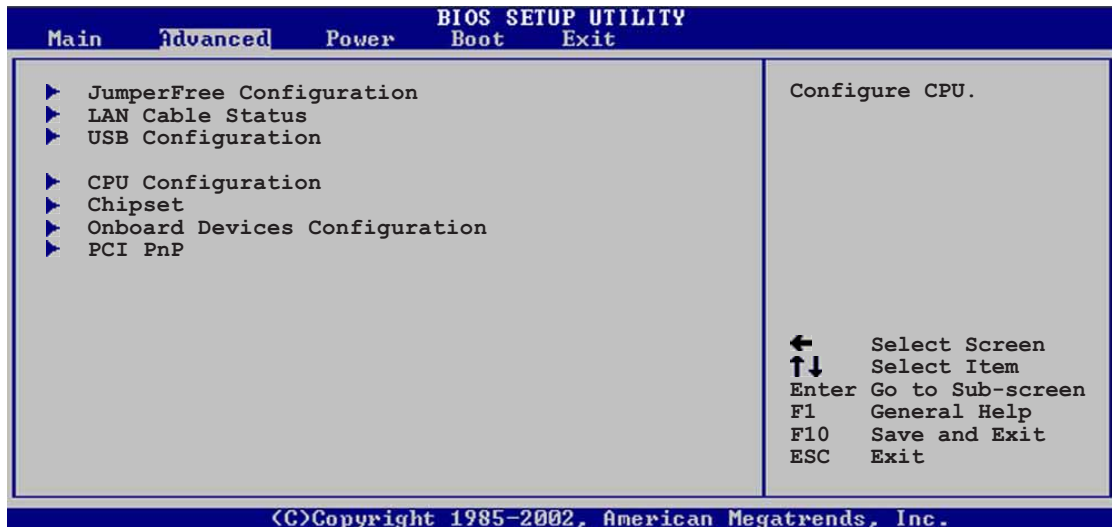 BIOS SETUP UTILITY
Main Advanced Power Boot Exit
JumperFree Configuration
LAN Cable Status
USB Configuration
CPU Configuration
Chipset
Onboard Devices Configuration
PCI PnP
Configure CPU.
← Select Screen
↑↓ Select Item
Enter Go to Sub-screen
F1 General Help
F10 Save and Exit
ESC Exit
(C)Copyright 1985-2002, American Megatrends, Inc.